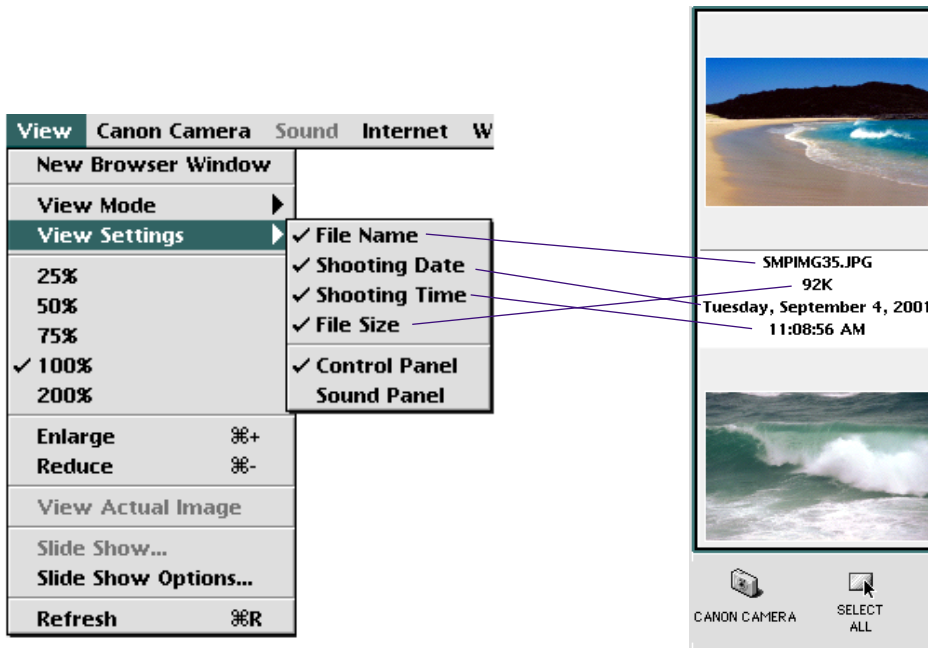 View Canon Camera Sound Internet W
New Browser Window
View Mode
View Settings
25%
50%
75%
✓ 100%
200%
Enlarge ⌘+
Reduce ⌘-
View Actual Image
Slide Show...
Slide Show Options...
Refresh ⌘R
✓ File Name
✓ Shooting Date
✓ Shooting Time
✓ File Size
✓ Control Panel
Sound Panel
SMPIMG35.JPG
92K
Tuesday, September 4, 2001
11:08:56 AM
CANON CAMERA
SELECT
ALL